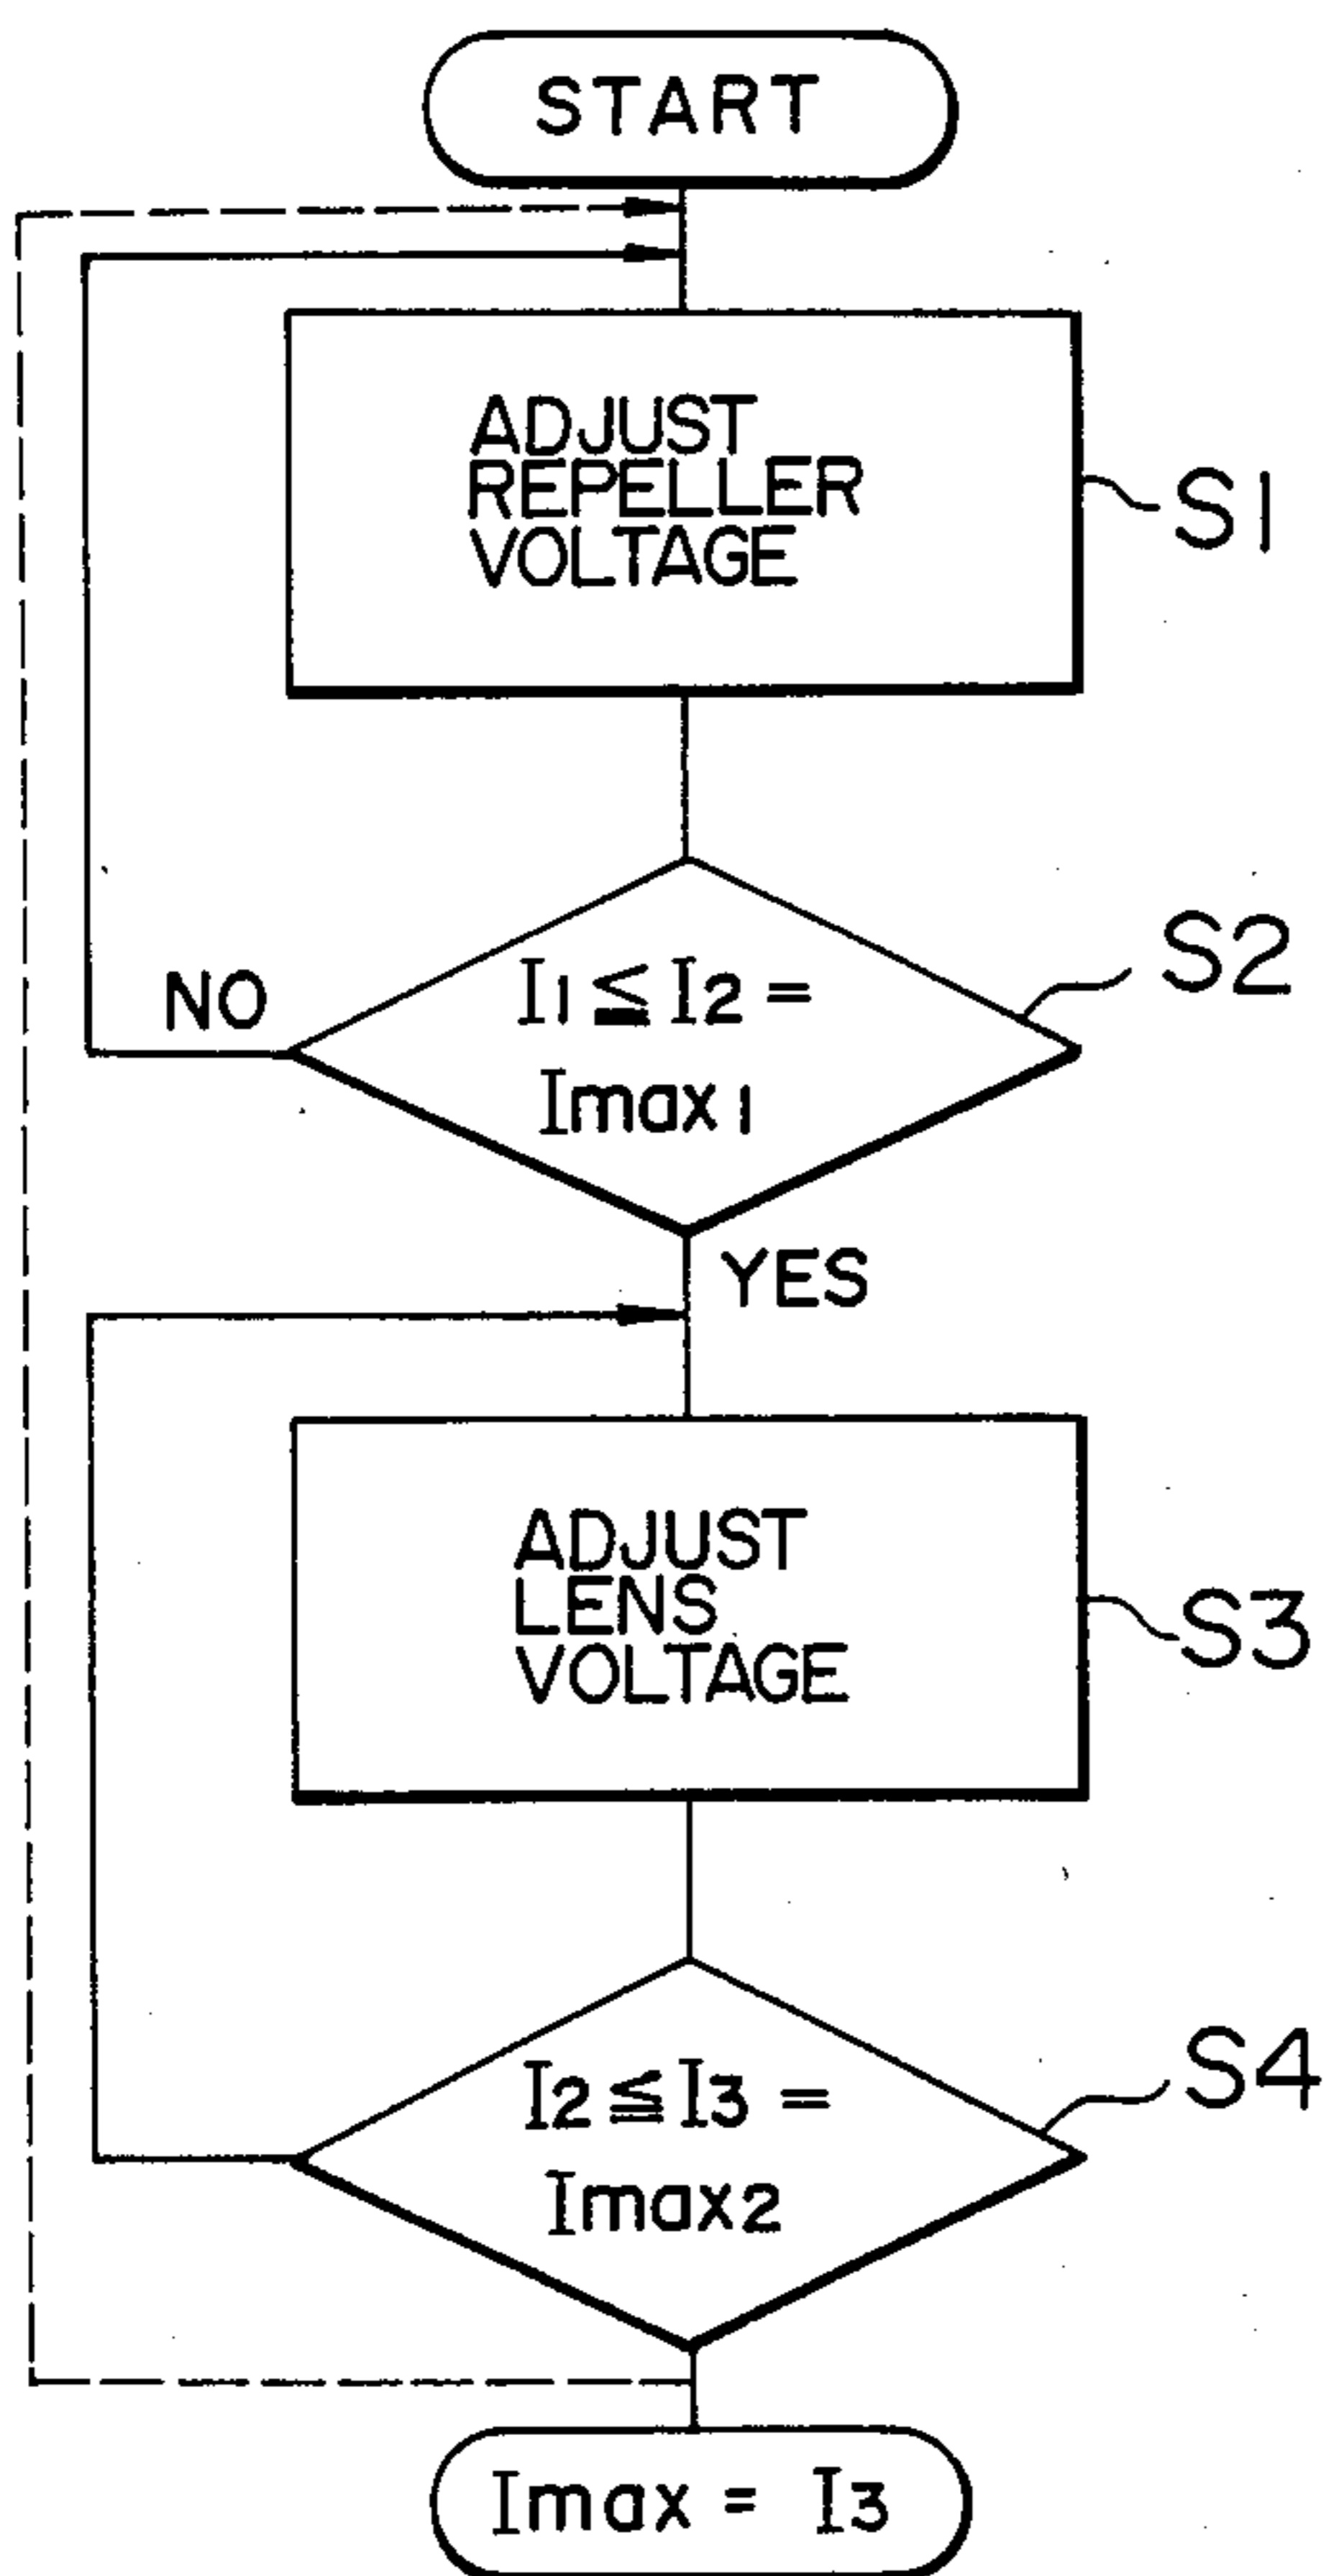 START
ADJUST
REPELLER
VOLTAGE
S1
I1 ≦ I2 =
Imax1
S2
NO
YES
ADJUST
LENS
VOLTAGE
S3
I2 ≦ I3 =
Imax2
S4
Imax = I3